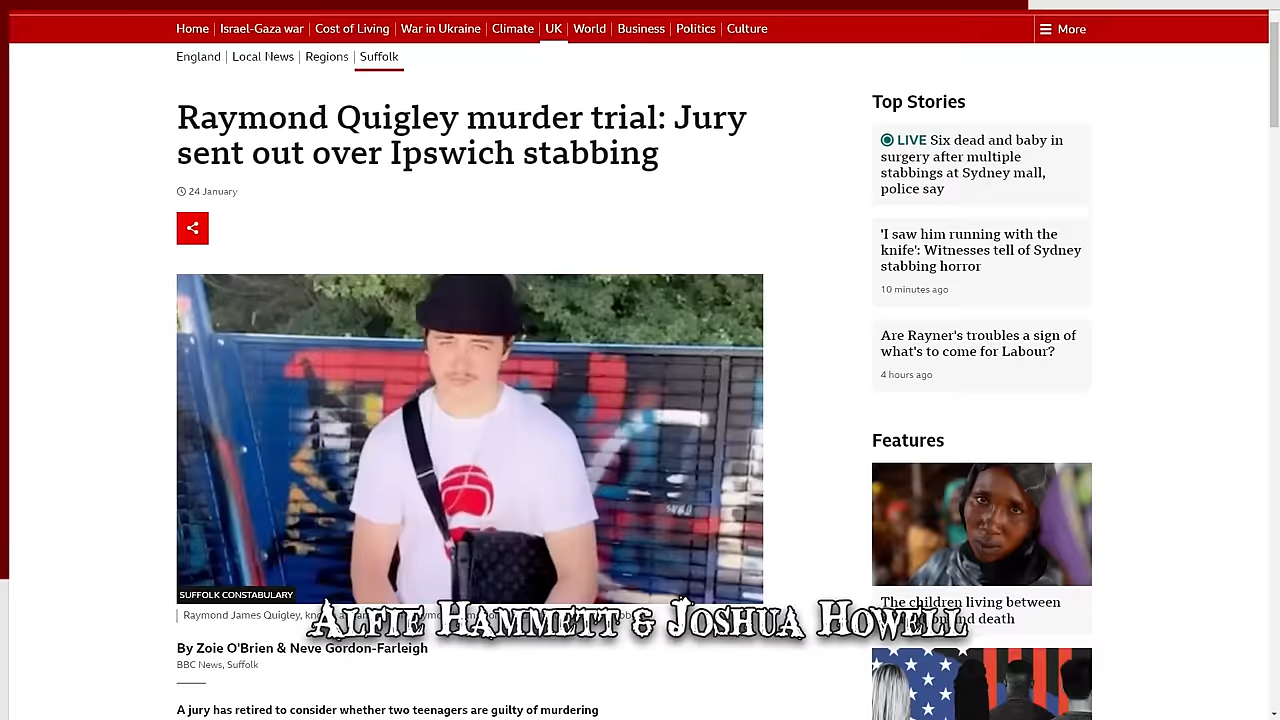 Home
Israel-Gaza war
Cost of Living
War in Ukraine
Climate
UK
World
Business
Politics
Culture
More
England
Local News
Regions
Suffolk
Raymond Quigley murder trial: Jury
sent out over Ipswich stabbing
24 January
SUFFOLK CONSTABULARY
Raymond James Quigley,
Alfie Hammett & Joshua Howell
By Zoie O'Brien & Neve Gordon-Farleigh
BBC News, Suffolk
A jury has retired to consider whether two teenagers are guilty of murdering
Top Stories
LIVE Six dead and baby in
surgery after multiple
stabbings at Sydney mall,
police say
'I saw him running with the
knife': Witnesses tell of Sydney
stabbing horror
10 minutes ago
Are Rayner's troubles a sign of
what's to come for Labour?
4 hours ago
Features
The children living between
death